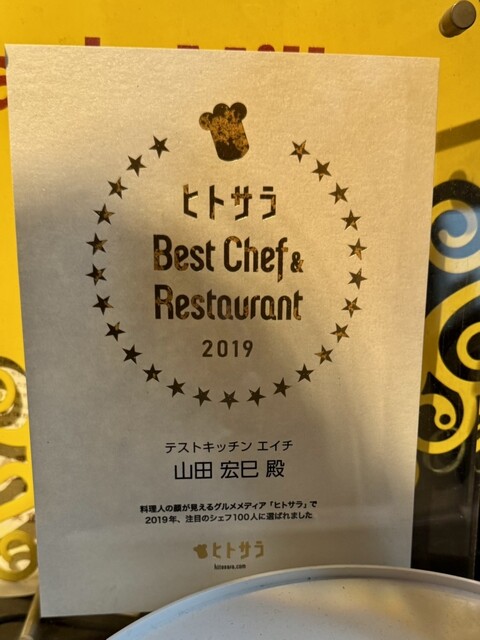 ヒトサラ
Best Chef &
Restaurant
2019
テストキッチン エイチ
山田 宏巳 殿
料理人の顔が見えるグルメメディア「ヒトサラ」で
2019年、注目のシェフ100人に選ばれました
ヒトサラ
hitosara.com